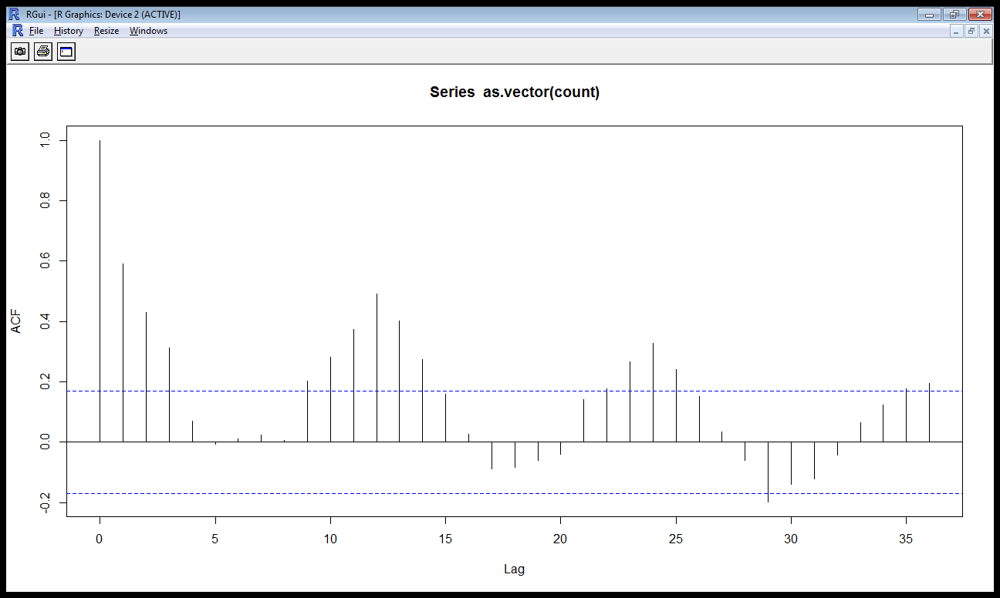 RGui - [R Graphics: Device 2 (ACTIVE)]
File History Resize Windows
Series as.vector(count)
ACF
1.0
0.8
0.6
0.4
0.2
0.0
-0.2
0 5 10 15 20 25 30 35
Lag